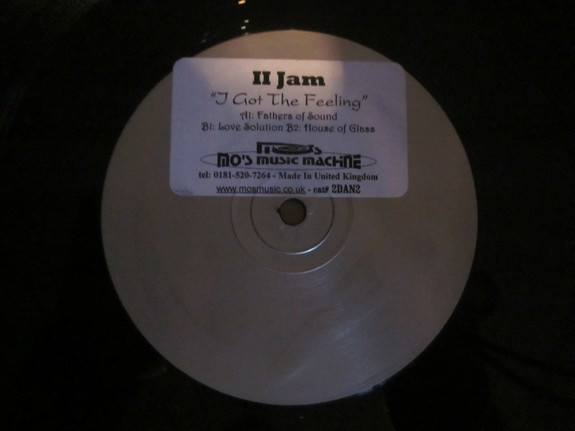 II Jam
"I Got The Feeling"
A1: Fathers of Sound
B1: Love Solution B2: House of Glass
MO'S MUSIC MACHINE
tel: 0181-520-7264 - Made In United Kingdom
www.mosmusic.co.uk - cat# 2DAN2